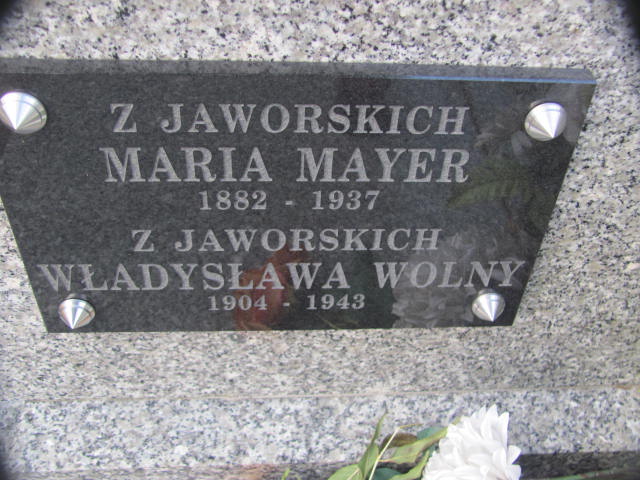 Z JAWORSKICH
MARIA MAYER
1882 - 1937
Z JAWORSKICH
WŁADYSŁAWA WOLNY
1904 - 1943